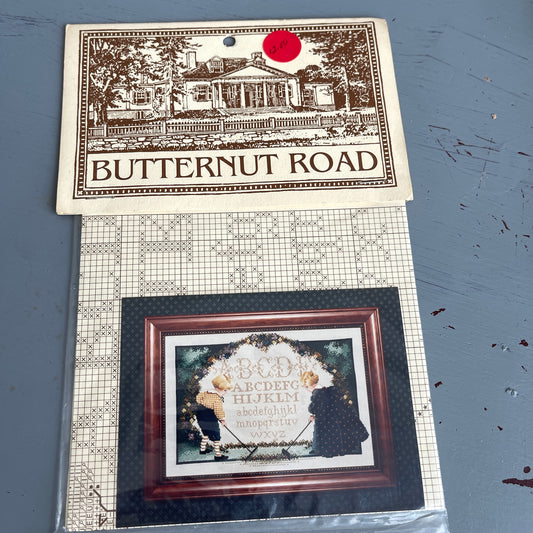 BUTTERNUT ROAD
ABCD
ABCDEFG
HIJKLM
abcdefghijkl
mnopqrstuv
wxyz